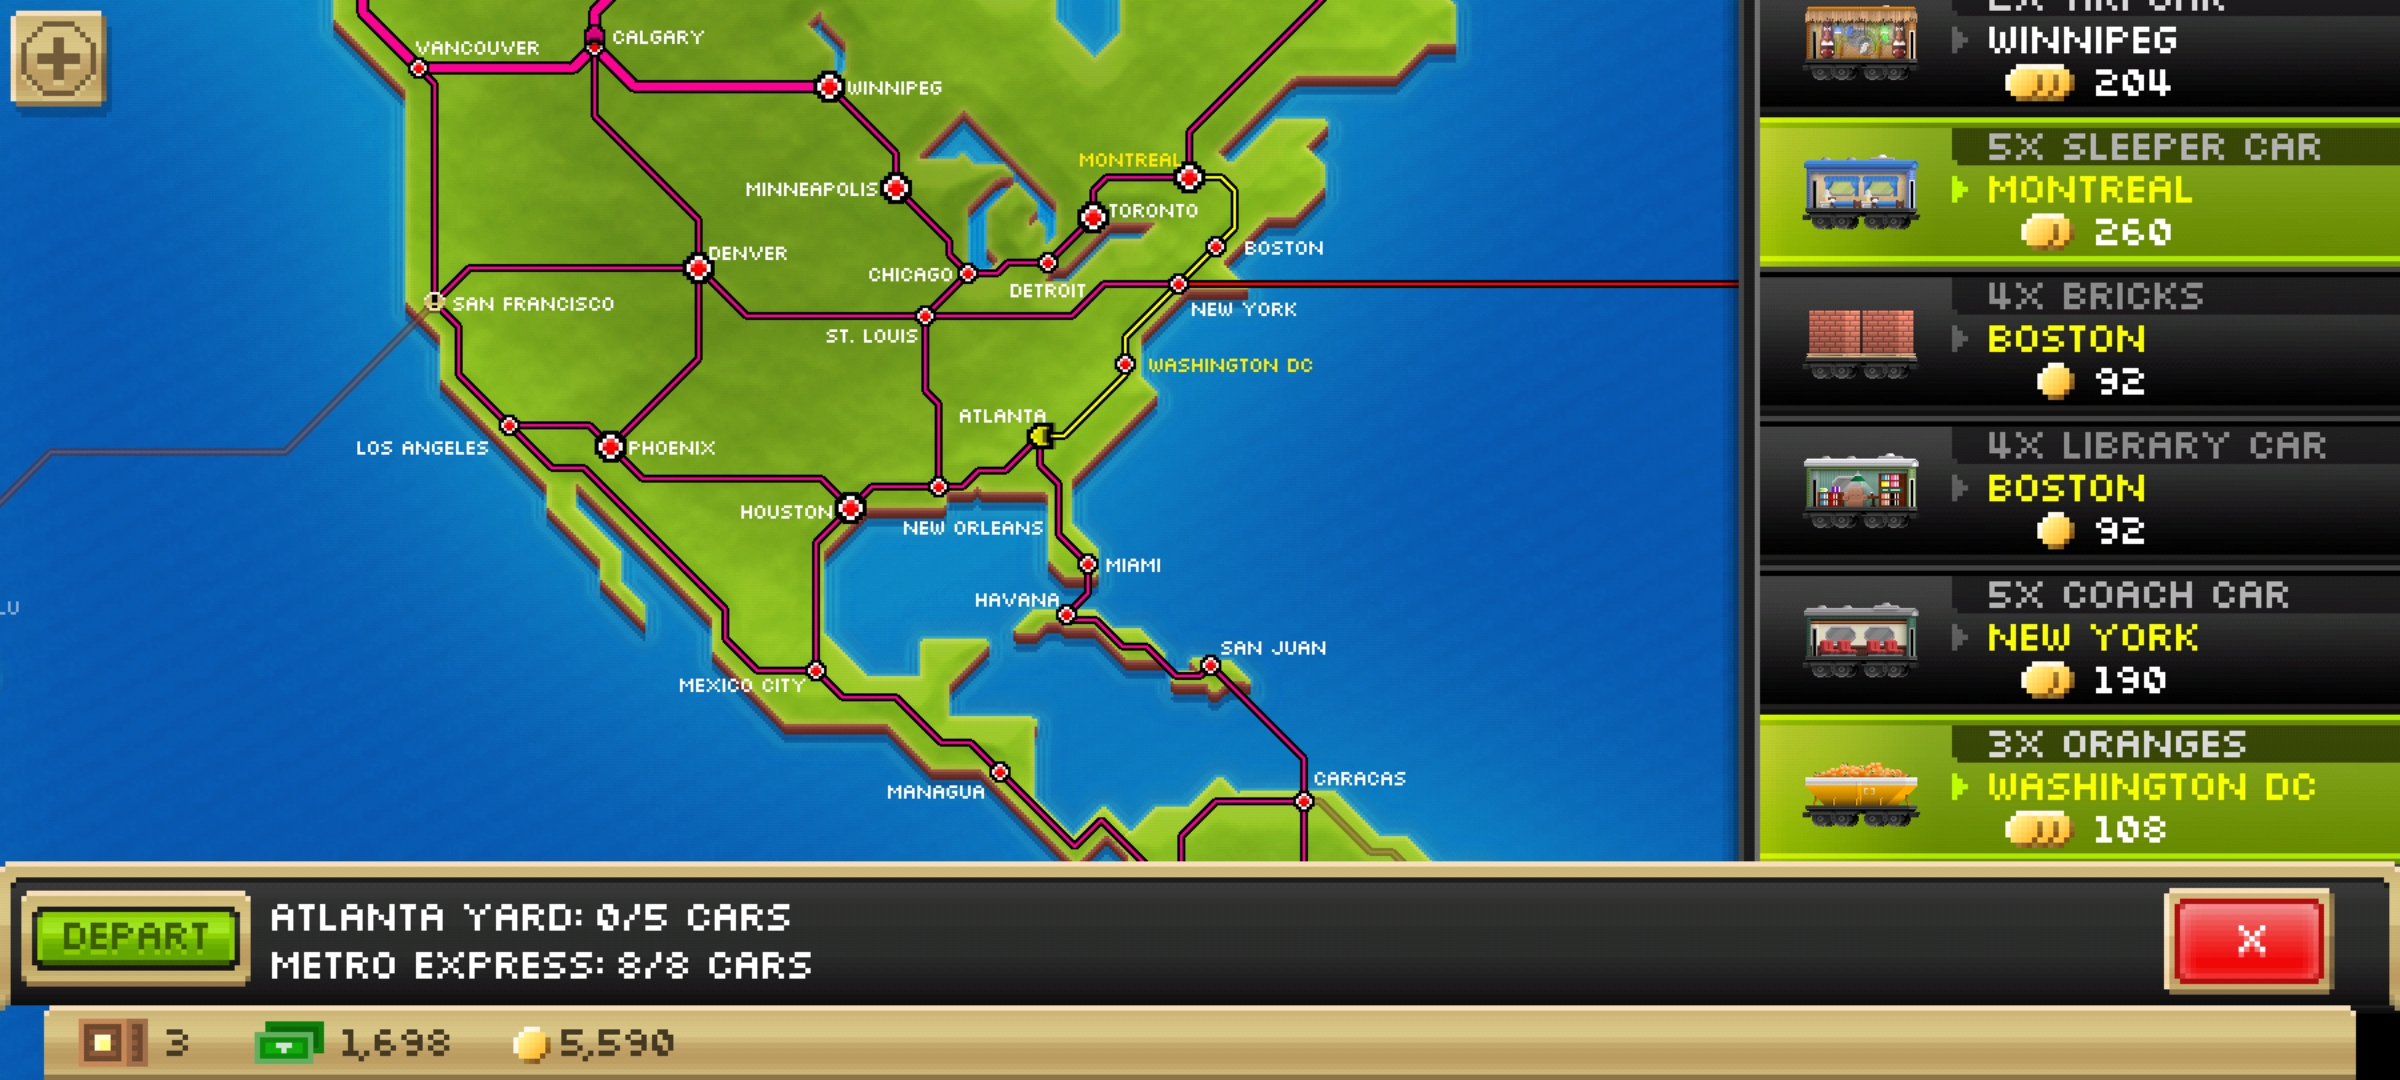 VANCOUVER
CALGARY
WINNIPEG
MONTREAL
MINNEAPOLIS
TORONTO
DENVER
BOSTON
CHICAGO
DETROIT
SAN FRANCISCO
NEW YORK
ST. LOUIS
WASHINGTON DC
ATLANTA
LOS ANGELES
PHOENIX
HOUSTON
NEW ORLEANS
MIAMI
HAVANA
SAN JUAN
MEXICO CITY
MANAGUA
CARACAS
LU
WINNIPEG
204
5X SLEEPER CAR
MONTREAL
260
4X BRICKS
BOSTON
92
4X LIBRARY CAR
BOSTON
92
5X COACH CAR
NEW YORK
190
3X ORANGES
WASHINGTON DC
108
DEPART
ATLANTA YARD: 0/5 CARS
METRO EXPRESS: 8/8 CARS
X
3
1,698
5,590